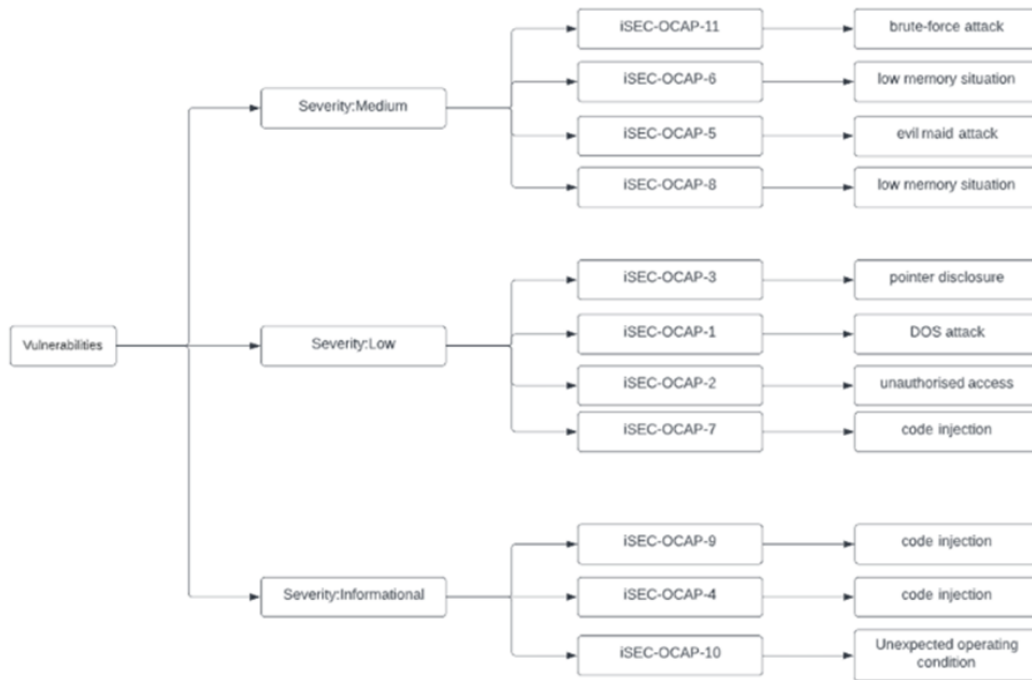 iSEC-OCAP-11
brute-force attack
iSEC-OCAP-6
low memory situation
Severity:Medium
iSEC-OCAP-5
evil maid attack
iSEC-OCAP-8
low memory situation
iSEC-OCAP-3
pointer disclosure
Vulnerabilities
Severity:Low
iSEC-OCAP-1
DOS attack
iSEC-OCAP-2
unauthorised access
iSEC-OCAP-7
code injection
iSEC-OCAP-9
code injection
Severity:Informational
iSEC-OCAP-4
code injection
iSEC-OCAP-10
Unexpected operating
condition